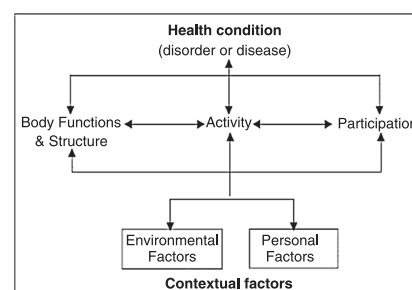 Health condition
(disorder or disease)
Body Functions
& Structure
Activity
Participation
Environmental
Factors
Personal
Factors
Contextual factors